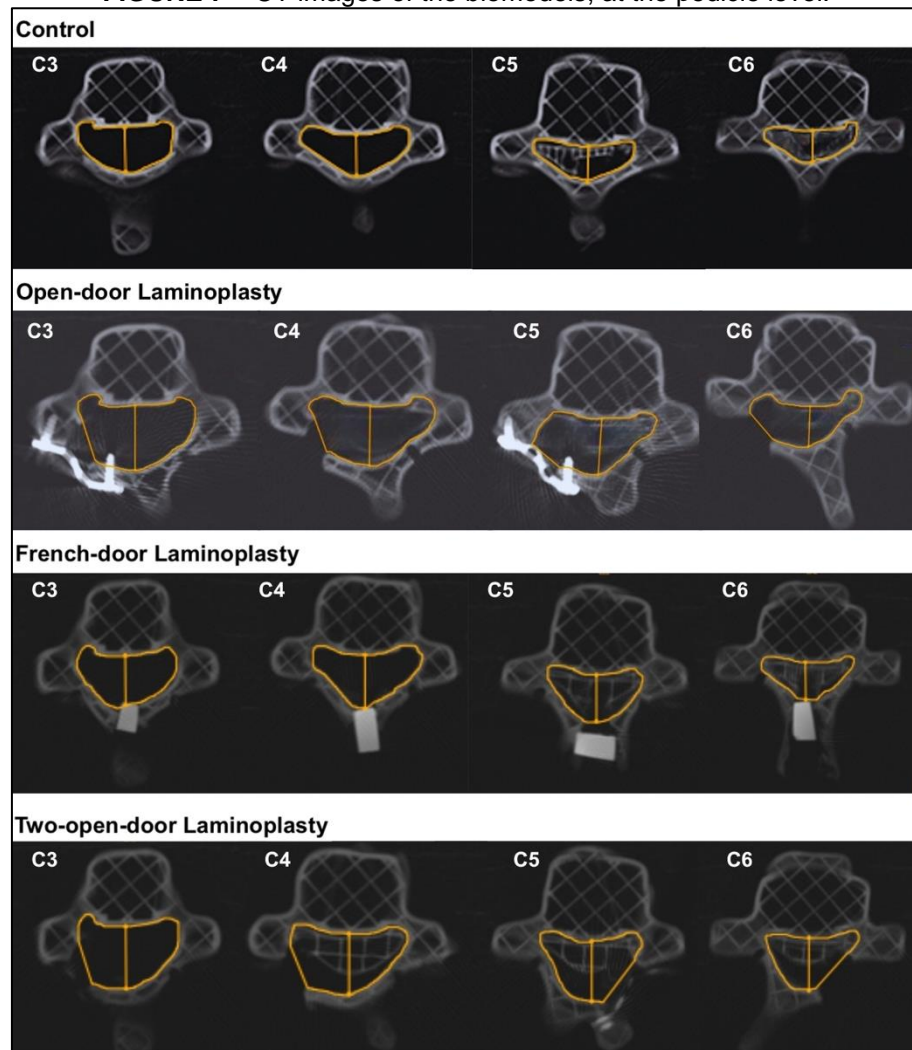 FIGURE 7 CT images of the biomodels, at the pedicle level.
Control
C3 C4 C5 C6
Open-door Laminoplasty
C3 C4 C5 C6
French-door Laminoplasty
C3 C4 C5 C6
Two-open-door Laminoplasty
C3 C4 C5 C6